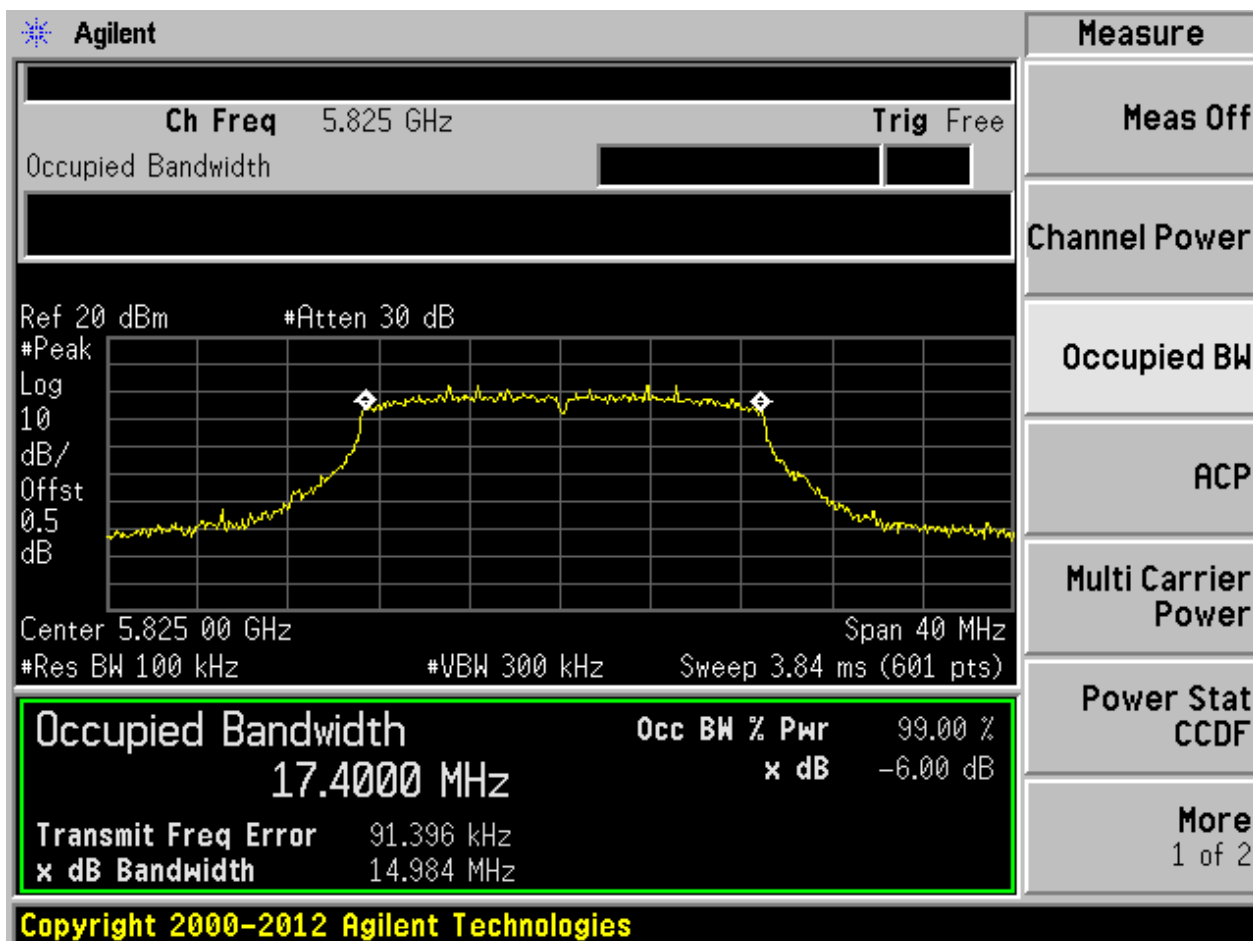 Agilent
Measure
Ch Freq 5.825 GHz Trig Free
Occupied Bandwidth
Meas Off
Channel Power
Occupied BW
ACP
Multi Carrier
Power
Power Stat
CCDF
More
1 of 2
Ref 20 dBm #Atten 30 dB
#Peak
Log
10
dB/
Offst
0.5
dB
Center 5.825 00 GHz Span 40 MHz
#Res BW 100 kHz #VBW 300 kHz Sweep 3.84 ms (601 pts)
Occupied Bandwidth
17.4000 MHz
Occ BW % Pwr 99.00 %
x dB -6.00 dB
Transmit Freq Error 91.396 kHz
x dB Bandwidth 14.984 MHz
Copyright 2000-2012 Agilent Technologies